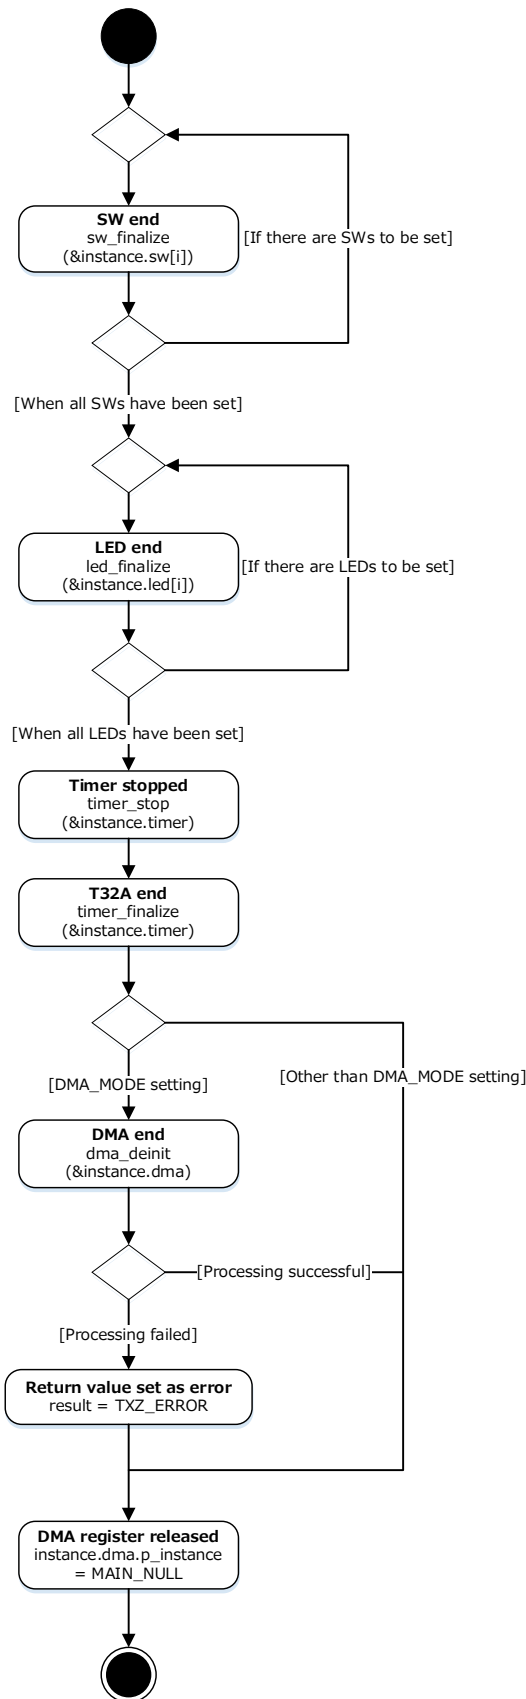 SW end
sw_finalize
(&instance.sw[i])
[If there are SWs to be set]
[When all SWs have been set]
LED end
led_finalize
(&instance.led[i])
[If there are LEDs to be set]
[When all LEDs have been set]
Timer stopped
timer_stop
(&instance.timer)
T32A end
timer_finalize
(&instance.timer)
[Other than DMA_MODE setting]
[DMA_MODE setting]
DMA end
dma_deinit
(&instance.dma)
[Processing successful]
[Processing failed]
Return value set as error
result = TXZ_ERROR
DMA register released
instance.dma.p_instance
= MAIN_NULL